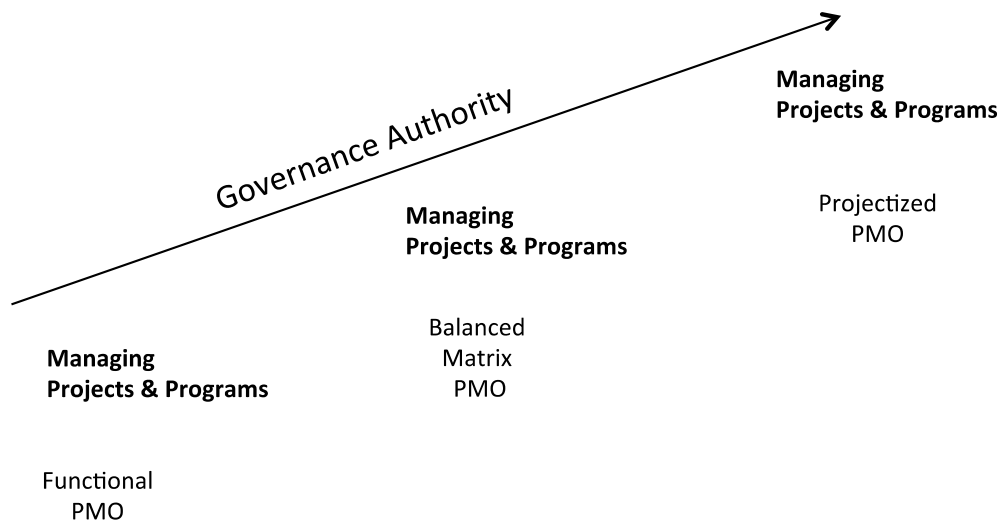 Governance Authority
Managing
Projects & Programs
Projectized
PMO
Managing
Projects & Programs
Balanced
Matrix
PMO
Managing
Projects & Programs
Functional
PMO